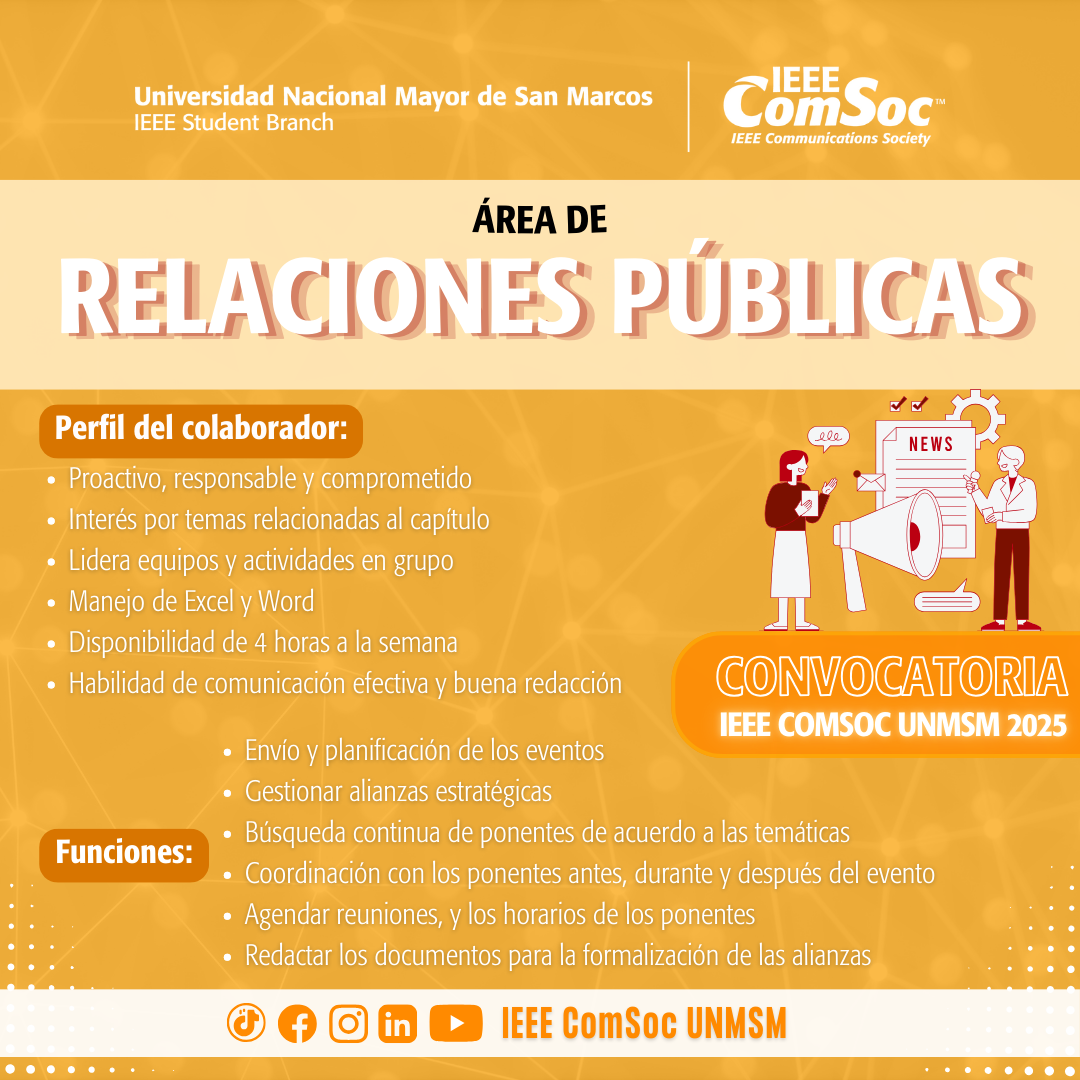 Universidad Nacional Mayor de San Marcos
IEEE Student Branch
IEEE
ComSoc™
IEEE Communications Society
ÁREA DE
RELACIONES PÚBLICAS
Perfil del colaborador:
• Proactivo, responsable y comprometido
• Interés por temas relacionadas al capítulo
• Lidera equipos y actividades en grupo
• Manejo de Excel y Word
• Disponibilidad de 4 horas a la semana
• Habilidad de comunicación efectiva y buena redacción
NEWS
CONVOCATORIA
IEEE COMSOC UNMSM 2025
Funciones:
• Envío y planificación de los eventos
• Gestionar alianzas estratégicas
• Búsqueda continua de ponentes de acuerdo a las temáticas
• Coordinación con los ponentes antes, durante y después del evento
• Agendar reuniones, y los horarios de los ponentes
• Redactar los documentos para la formalización de las alianzas
IEEE ComSoc UNMSM